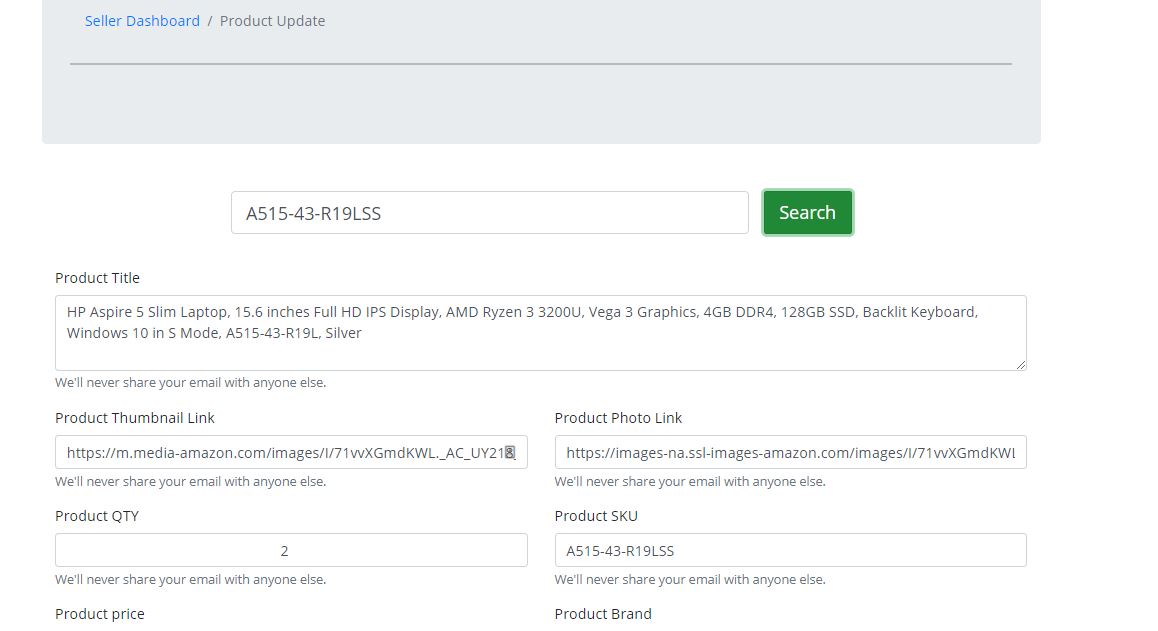 Seller Dashboard / Product Update
A515-43-R19LSS
Search
Product Title
HP Aspire 5 Slim Laptop, 15.6 inches Full HD IPS Display, AMD Ryzen 3 3200U, Vega 3 Graphics, 4GB DDR4, 128GB SSD, Backlit Keyboard,
Windows 10 in S Mode, A515-43-R19L, Silver
We'll never share your email with anyone else.
Product Thumbnail Link
Product Photo Link
https://m.media-amazon.com/images/I/71vvXGmdKWL._AC_UY218_
https://images-na.ssl-images-amazon.com/images/I/71vvXGmdKWL
We'll never share your email with anyone else.
We'll never share your email with anyone else.
Product QTY
Product SKU
2
A515-43-R19LSS
We'll never share your email with anyone else.
We'll never share your email with anyone else.
Product price
Product Brand